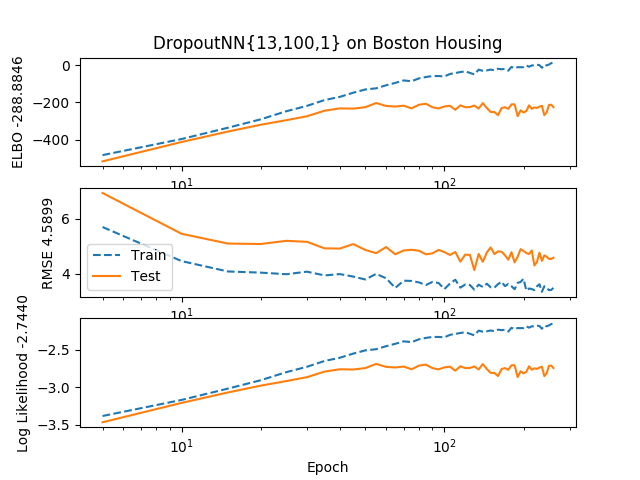 DropoutNN{13,100,1} on Boston Housing
ELBO -288.8846
0
−200
−400
10¹
10²
RMSE 4.5899
6
4
Train
Test
10¹
10²
Log Likelihood -2.7440
−2.5
−3.0
−3.5
10¹
10²
Epoch